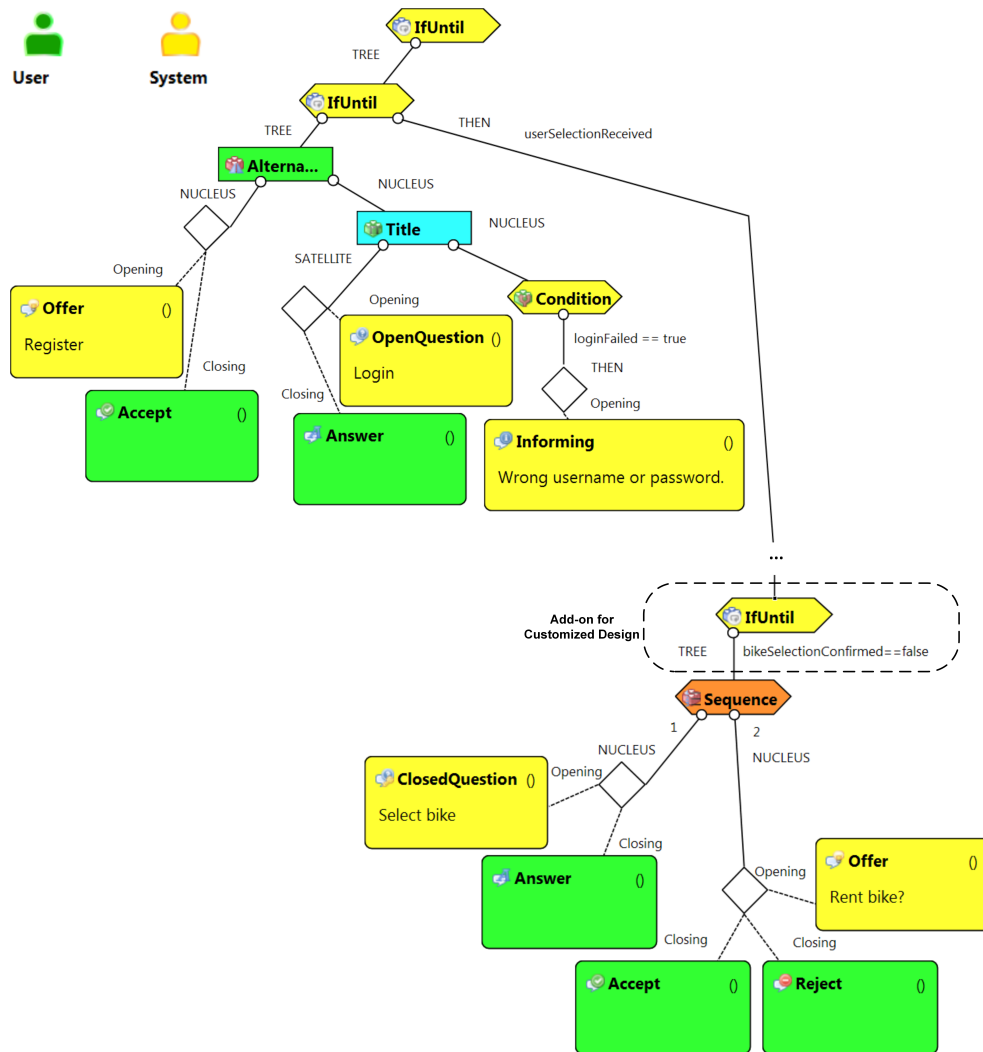 IfUntil
User
System
TREE
IfUntil
TREE
THEN
userSelectionReceived
Alterna...
NUCLEUS
NUCLEUS
Title
NUCLEUS
SATELLITE
Opening
Opening
Condition
Offer ()
Register
OpenQuestion ()
Login
loginFailed == true
THEN
Closing
Closing
Opening
Accept ()
Answer ()
Informing ()
Wrong username or password.
...
Add-on for
Customized Design
IfUntil
TREE
bikeSelectionConfirmed==false
Sequence
1
2
NUCLEUS
NUCLEUS
Opening
ClosedQuestion ()
Select bike
Closing
Answer ()
Opening
Offer ()
Rent bike?
Closing
Closing
Accept ()
Reject ()